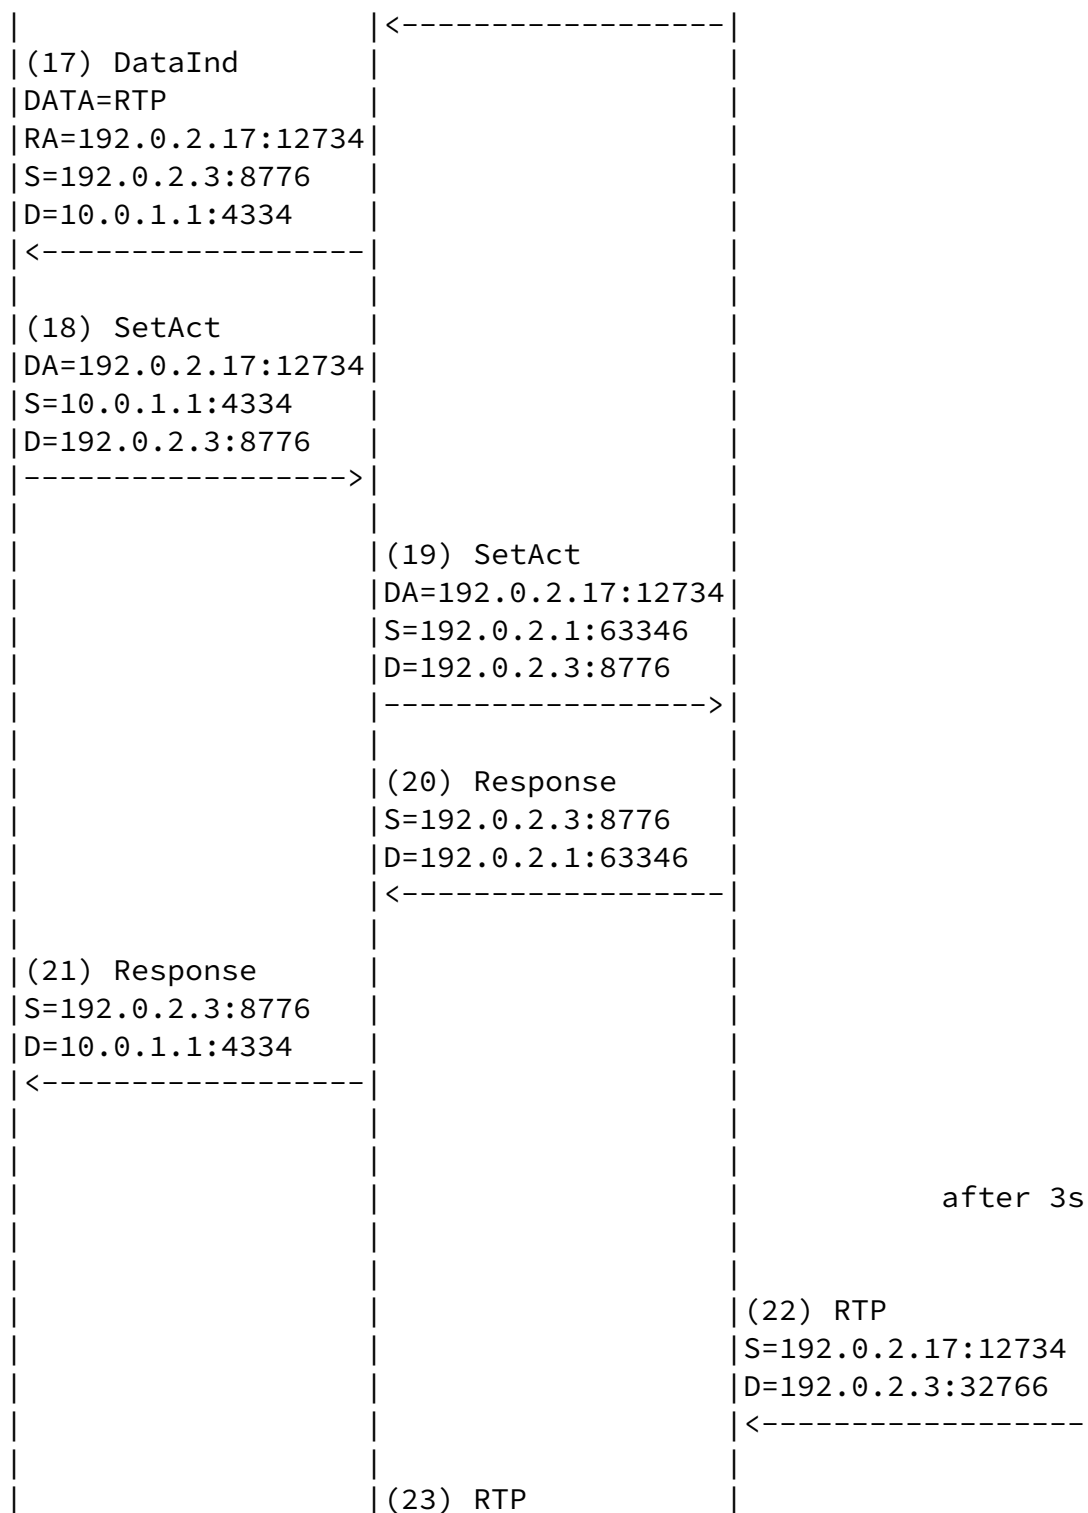 |                   |<------------------|
|(17) DataInd       |                   |
|DATA=RTP           |                   |
|RA=192.0.2.17:12734|                   |
|S=192.0.2.3:8776   |                   |
|D=10.0.1.1:4334    |                   |
|<------------------|                   |
|                   |                   |
|(18) SetAct        |                   |
|DA=192.0.2.17:12734|                   |
|S=10.0.1.1:4334    |                   |
|D=192.0.2.3:8776   |                   |
|------------------>|                   |
|                   |                   |
|                   |(19) SetAct        |
|                   |DA=192.0.2.17:12734|
|                   |S=192.0.2.1:63346  |
|                   |D=192.0.2.3:8776   |
|                   |------------------>|
|                   |                   |
|                   |(20) Response      |
|                   |S=192.0.2.3:8776   |
|                   |D=192.0.2.1:63346  |
|                   |<------------------|
|                   |                   |
|(21) Response      |                   |
|S=192.0.2.3:8776   |                   |
|D=10.0.1.1:4334    |                   |
|<------------------|                   |
|                   |                   |
|                   |                   |
|                   |                   |           after 3s
|                   |                   |
|                   |                   |
|                   |                   |(22) RTP
|                   |                   |S=192.0.2.17:12734
|                   |                   |D=192.0.2.3:32766
|                   |                   |<------------------
|                   |                   |
|                   |(23) RTP           |